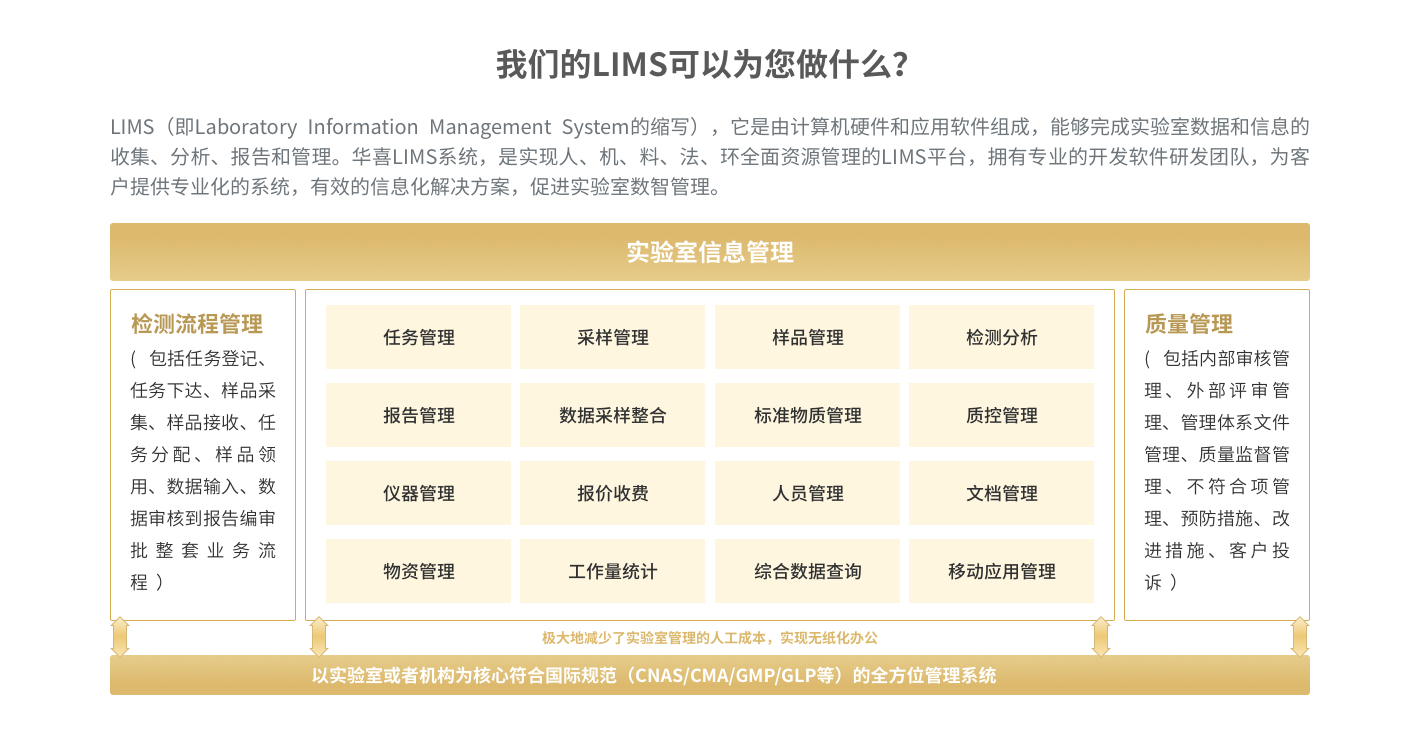 我们的LIMS可以为您做什么？
LIMS（即Laboratory Information Management System的缩写），它是由计算机硬件和应用软件组成，能够完成实验室数据和信息的
收集、分析、报告和管理。华喜LIMS系统，是实现人、机、料、法、环全面资源管理的LIMS平台，拥有专业的开发软件研发团队，为客
户提供专业化的系统，有效的信息化解决方案，促进实验室数智管理。
实验室信息管理
检测流程管理
( 包括任务登记、
任务下达、样品采
集、样品接收、任
务分配、样品领
用、数据输入、数
据审核到报告编审
批整套业务流
程 ）
任务管理
采样管理
样品管理
检测分析
报告管理
数据采样整合
标准物质管理
质控管理
仪器管理
报价收费
人员管理
文档管理
物资管理
工作量统计
综合数据查询
移动应用管理
质量管理
( 包括内部审核管
理、外部评审管
理、管理体系文件
管理、质量监督管
理、不符合项管
理、预防措施、改
进措施、客户投
诉 ）
极大地减少了实验室管理的人工成本，实现无纸化办公
以实验室或者机构为核心符合国际规范（CNAS/CMA/GMP/GLP等）的全方位管理系统